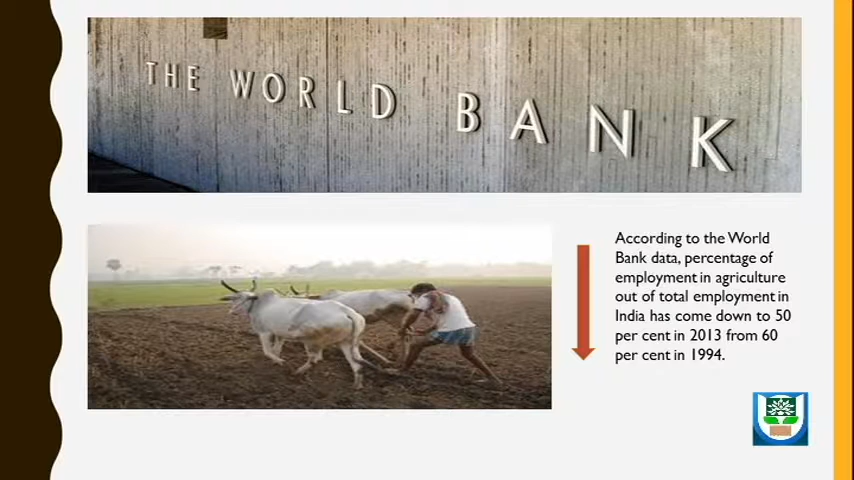 THE WORLD BANK
According to the World
Bank data, percentage of
employment in agriculture
out of total employment in
India has come down to 50
per cent in 2013 from 60
per cent in 1994.